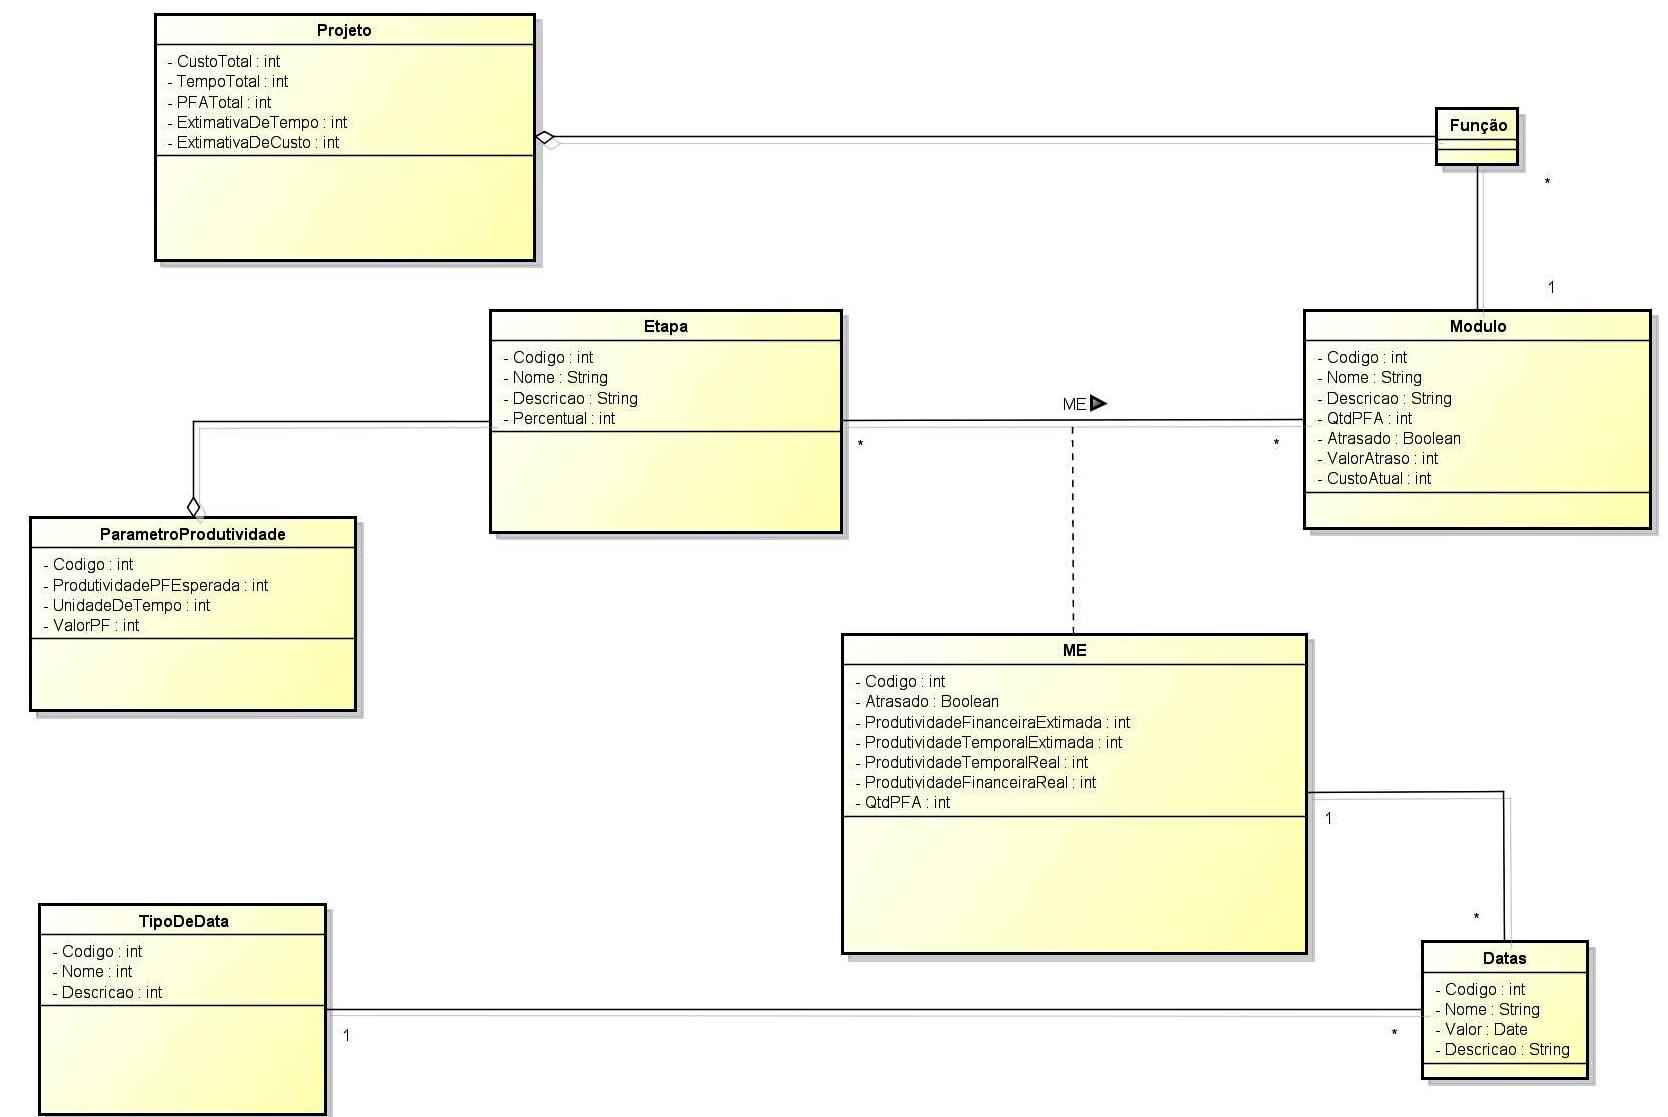 Projeto
- CustoTotal : int
- TempoTotal : int
- PFATotal : int
- ExtimativaDeTempo : int
- ExtimativaDeCusto : int
Função
*
1
Etapa
- Codigo : int
- Nome : String
- Descricao : String
- Percentual : int
ME
*
*
Modulo
- Codigo : int
- Nome : String
- Descricao : String
- QtdPFA : int
- Atrasado : Boolean
- ValorAtraso : int
- CustoAtual : int
ParametroProdutividade
- Codigo : int
- ProdutividadePFEsperada : int
- UnidadeDeTempo : int
- ValorPF : int
ME
- Codigo : int
- Atrasado : Boolean
- ProdutividadeFinanceiraExtimada : int
- ProdutividadeTemporalExtimada : int
- ProdutividadeTemporalReal : int
- ProdutividadeFinanceiraReal : int
- QtdPFA : int
1
*
TipoDeData
- Codigo : int
- Nome : int
- Descricao : int
1
*
Datas
- Codigo : int
- Nome : String
- Valor : Date
- Descricao : String